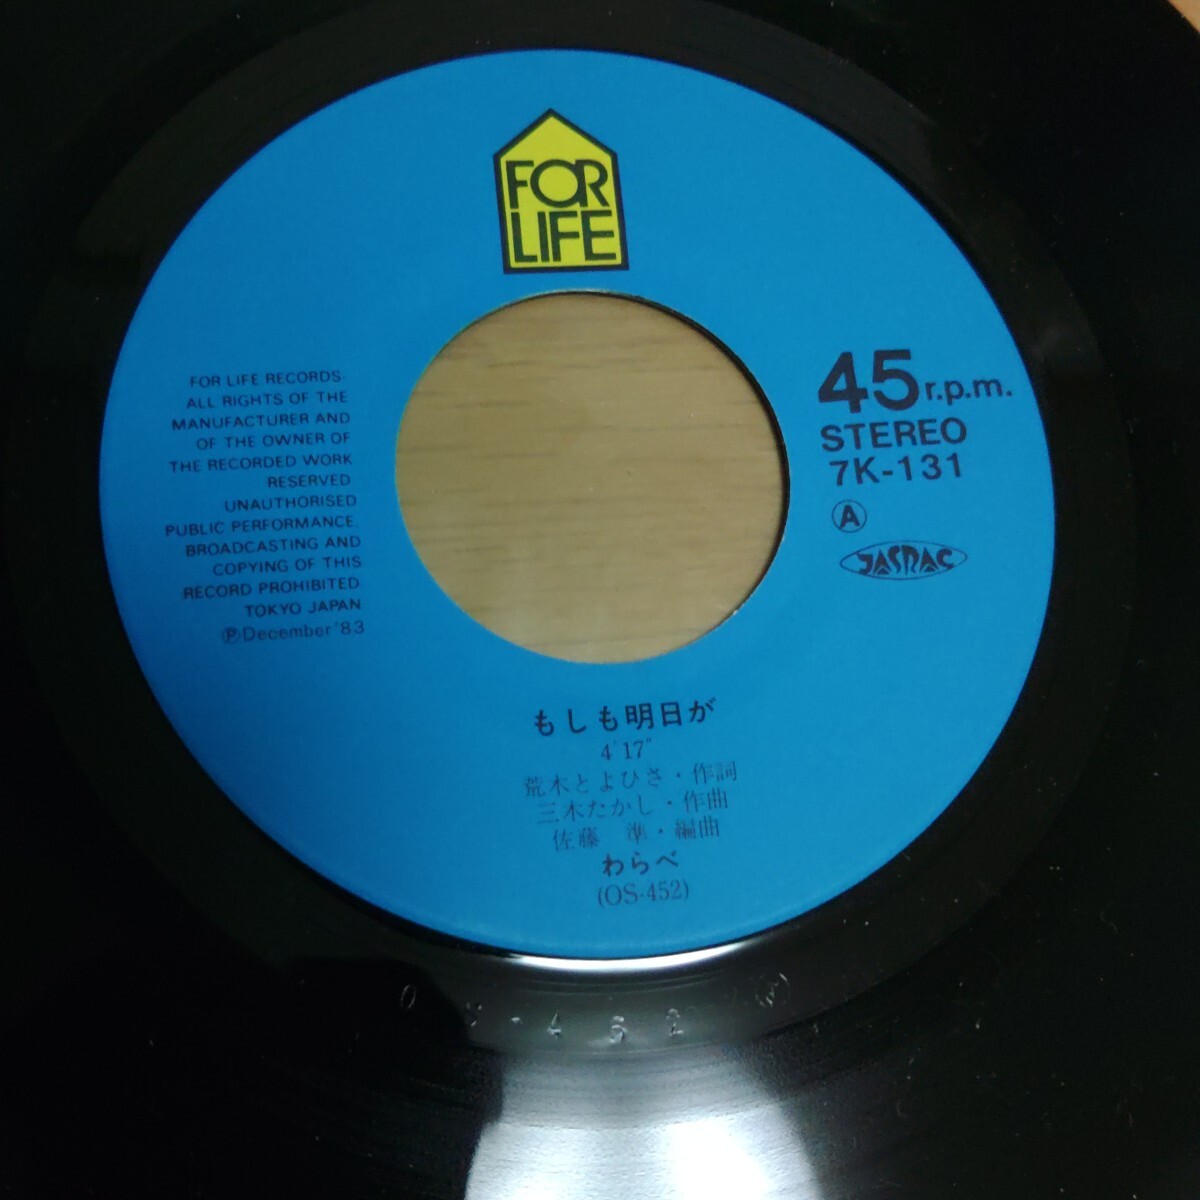 FOR
LIFE
FOR LIFE RECORDS·
ALL RIGHTS OF THE
MANUFACTURER AND
OF THE OWNER OF
THE RECORDED WORK
RESERVED
UNAUTHORISED
PUBLIC PERFORMANCE,
BROADCASTING AND
COPYING OF THIS
RECORD PROHIBITED
TOKYO JAPAN
Ⓟ December '83
45 r.p.m.
STEREO
7K-131
Ⓐ
JASRAC
もしも明日が
4'17"
荒木とよひさ・作詞
三木たかし・作曲
佐藤 準・編曲
わらべ
(OS-452)